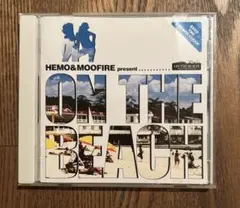 HEMO&MOOFIRE present............
ON THE
BEACH